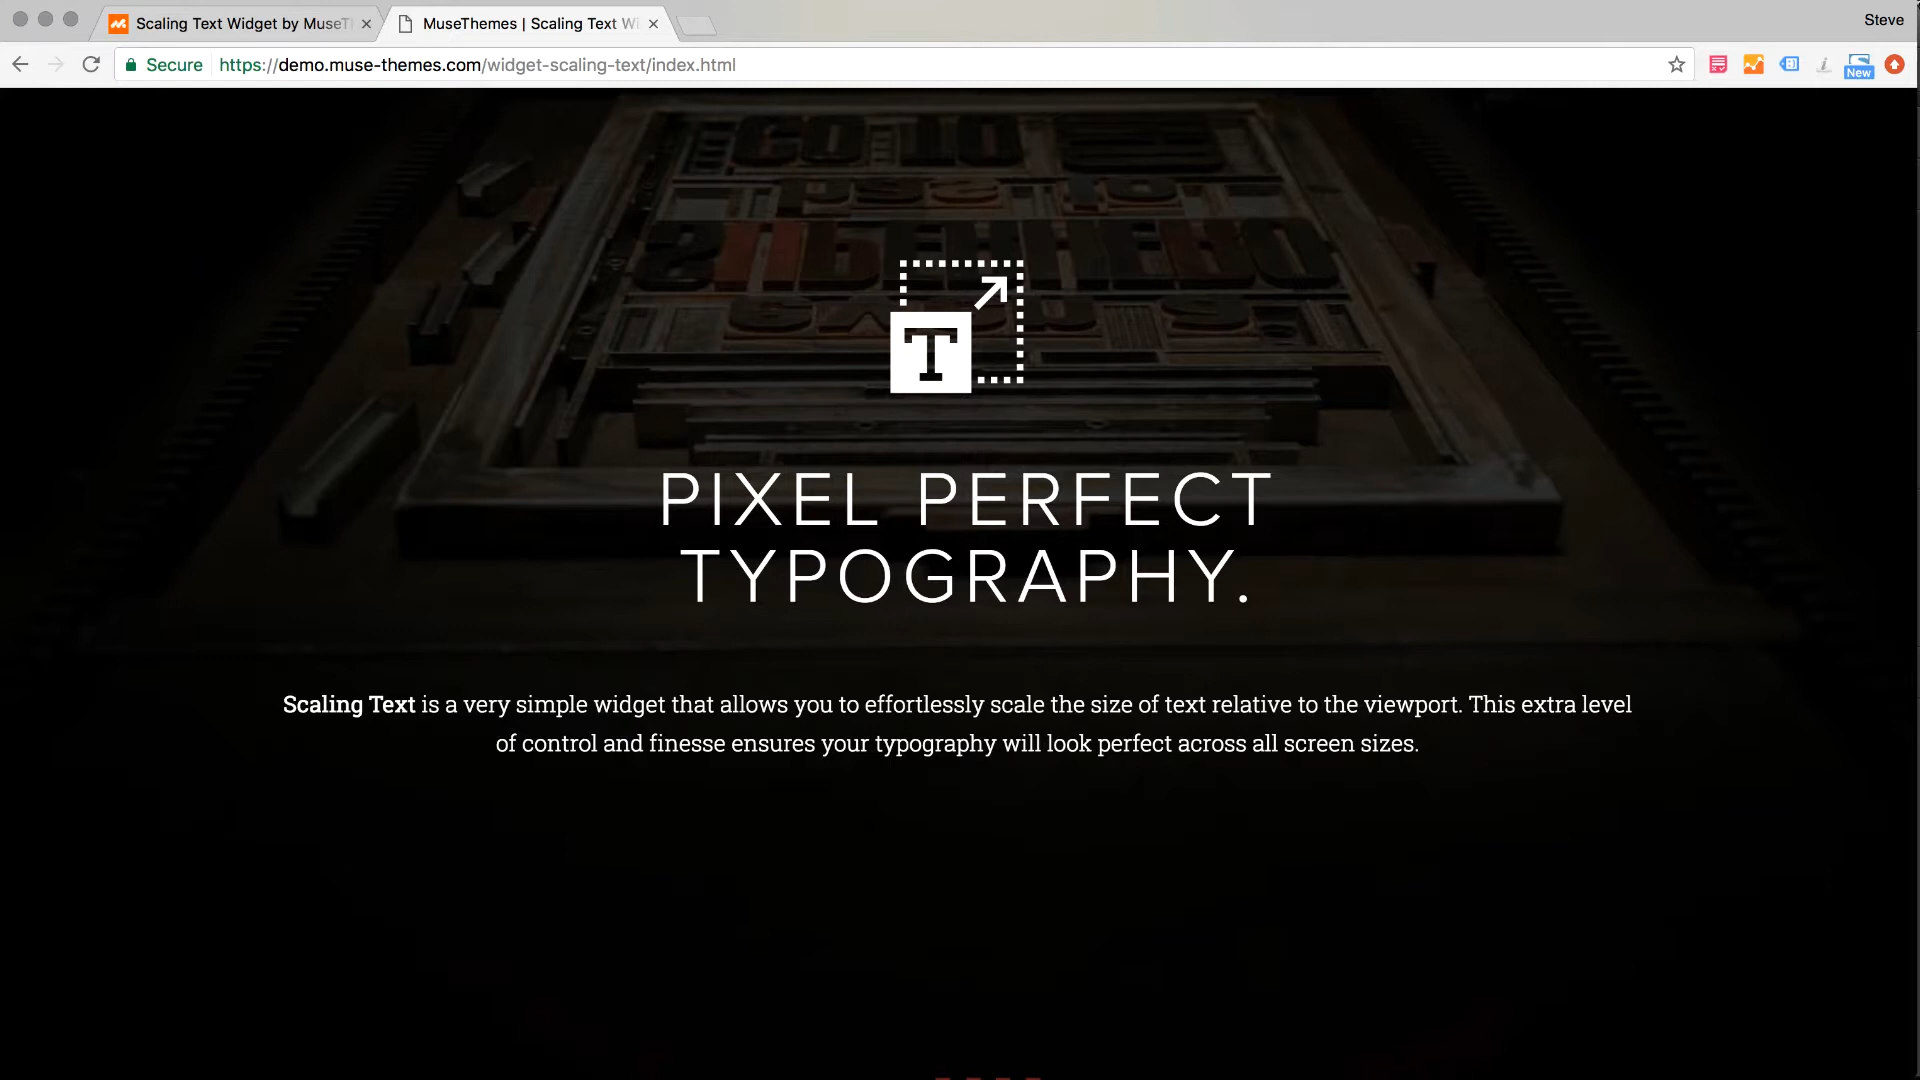 Scaling Text Widget by MuseT
MuseThemes | Scaling Text Wi
Steve
Secure https://demo.muse-themes.com/widget-scaling-text/index.html
New
T
PIXEL PERFECT
TYPOGRAPHY.
Scaling Text is a very simple widget that allows you to effortlessly scale the size of text relative to the viewport. This extra level
of control and finesse ensures your typography will look perfect across all screen sizes.